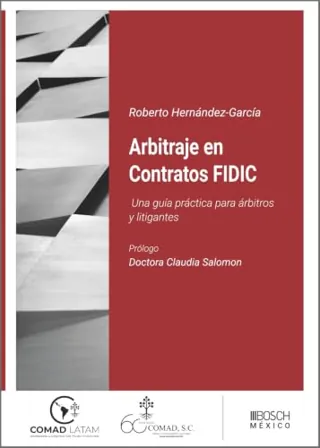 Roberto Hernández-García
Arbitraje en
Contratos FIDIC
Una guía práctica para árbitros
y litigantes
Prólogo
Doctora Claudia Salomon
COMAD LATAM
60 COMAD, S.C.
BOSCH
MÉXICO